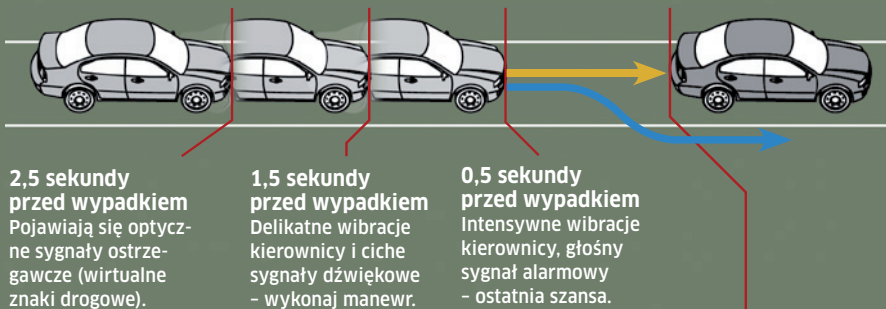 2,5 sekundy
przed wypadkiem
Pojawiają się optycz-
ne sygnały ostrze-
gawcze (wirtualne
znaki drogowe).
1,5 sekundy
przed wypadkiem
Delikatne wibracje
kierownicy i ciche
sygnały dźwiękowe
– wykonaj manewr.
0,5 sekundy
przed wypadkiem
Intensywne wibracje
kierownicy, głośny
sygnał alarmowy
– ostatnia szansa.